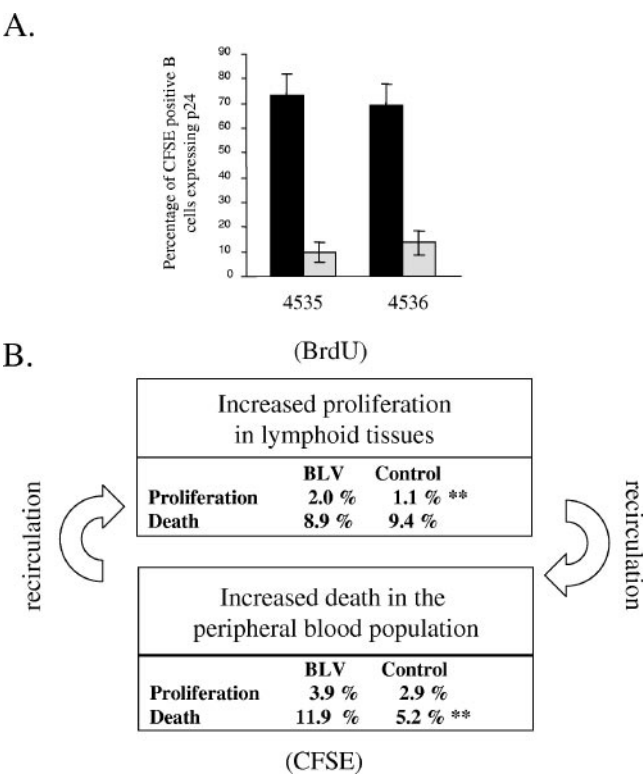 A.
Percentage of CFSE positive B
cells expressing p24
90
80
70
60
50
40
30
20
10
0
4535 4536
B.
(BrdU)
Increased proliferation
in lymphoid tissues
BLV Control
Proliferation 2.0 % 1.1 % **
Death 8.9 % 9.4 %
recirculation
recirculation
Increased death in the
peripheral blood population
BLV Control
Proliferation 3.9 % 2.9 %
Death 11.9 % 5.2 % **
(CFSE)